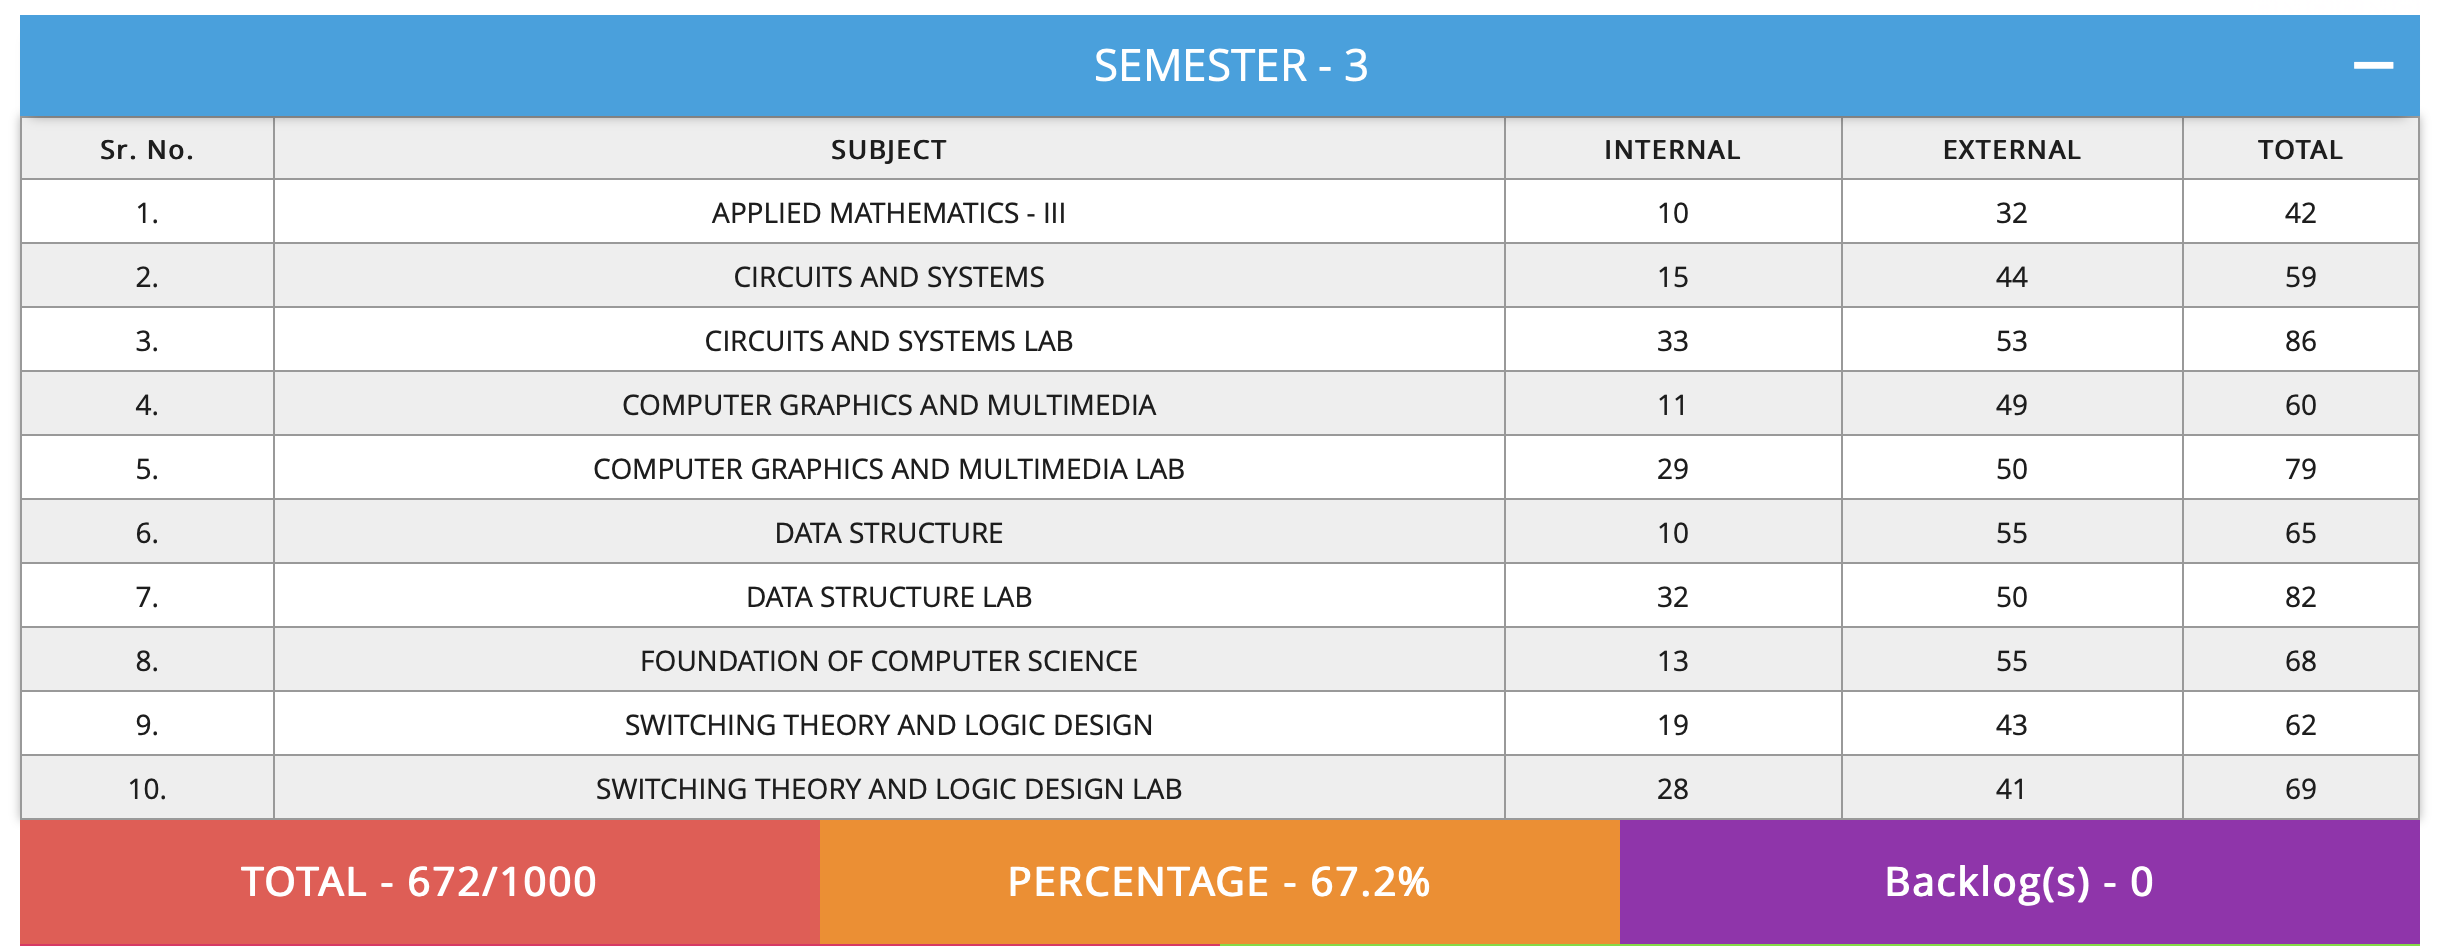 SEMESTER - 3
Sr. No. SUBJECT INTERNAL EXTERNAL TOTAL
1. APPLIED MATHEMATICS - III 10 32 42
2. CIRCUITS AND SYSTEMS 15 44 59
3. CIRCUITS AND SYSTEMS LAB 33 53 86
4. COMPUTER GRAPHICS AND MULTIMEDIA 11 49 60
5. COMPUTER GRAPHICS AND MULTIMEDIA LAB 29 50 79
6. DATA STRUCTURE 10 55 65
7. DATA STRUCTURE LAB 32 50 82
8. FOUNDATION OF COMPUTER SCIENCE 13 55 68
9. SWITCHING THEORY AND LOGIC DESIGN 19 43 62
10. SWITCHING THEORY AND LOGIC DESIGN LAB 28 41 69
TOTAL - 672/1000 PERCENTAGE - 67.2% Backlog(s) - 0